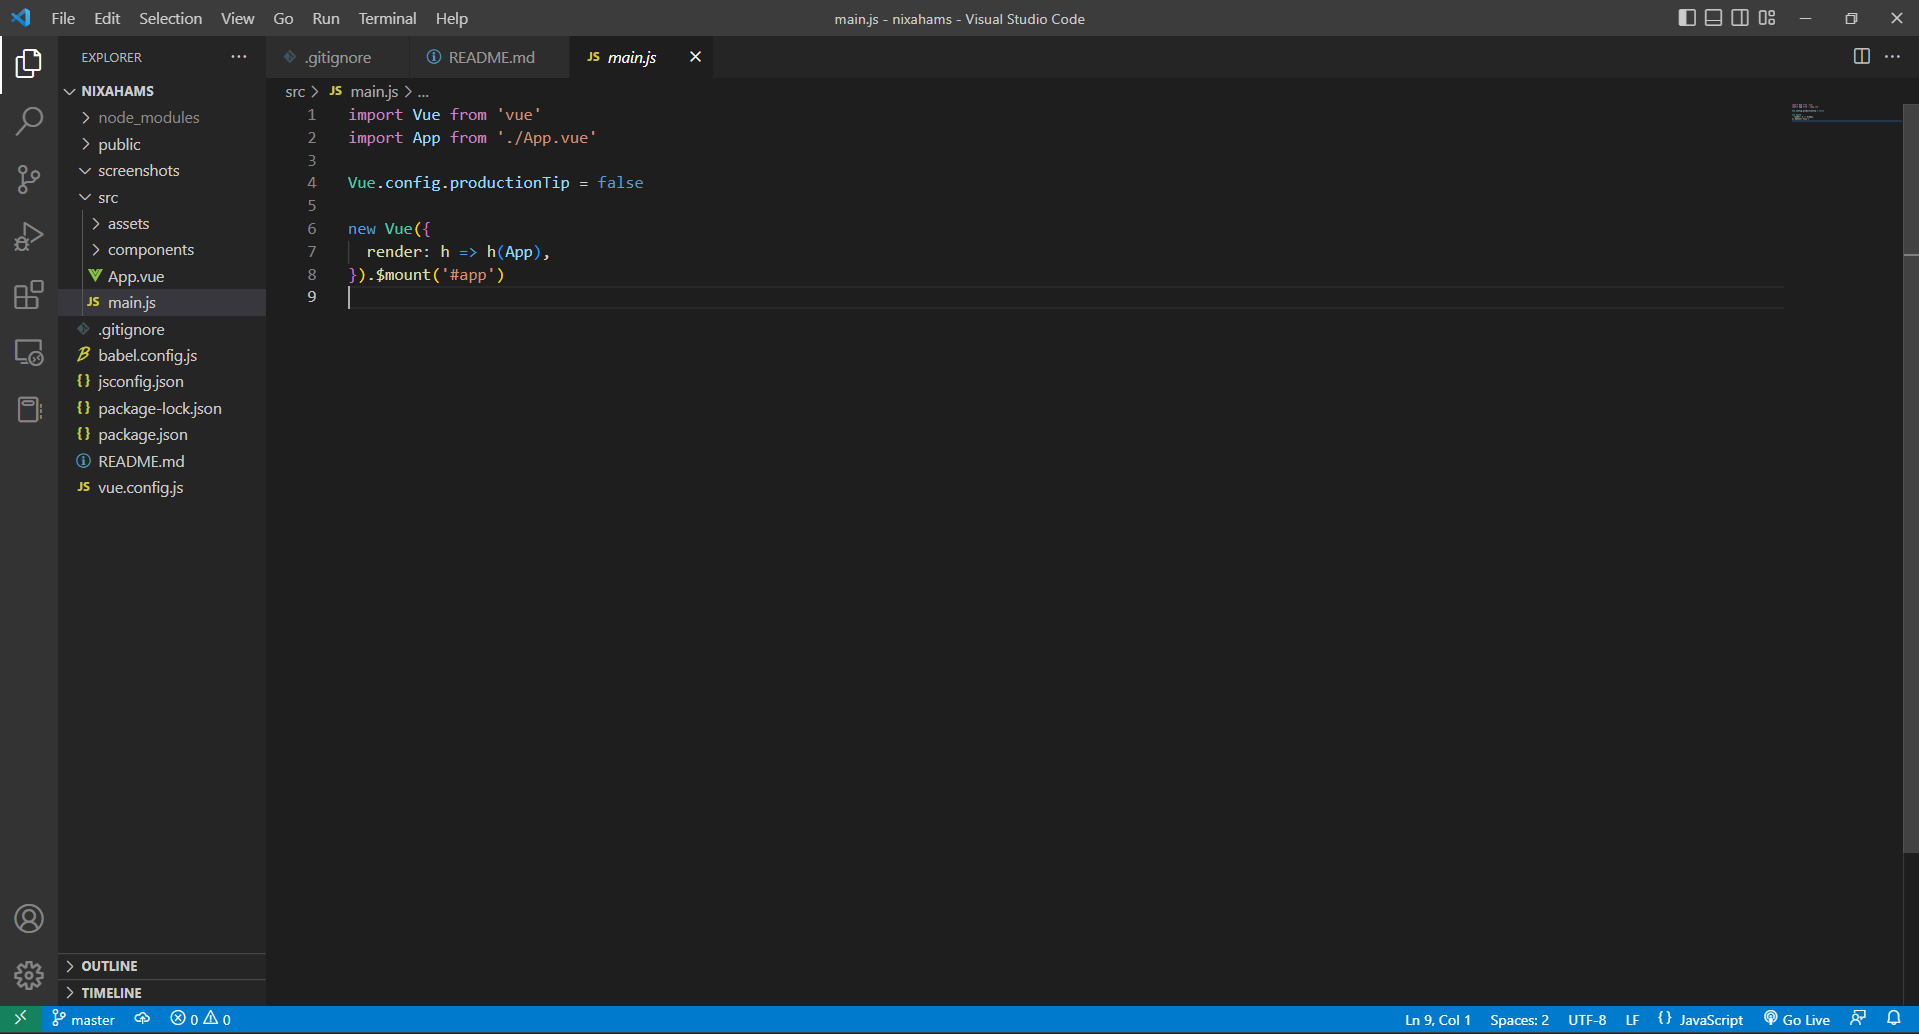 File Edit Selection View Go Run Terminal Help
main.js - nixahams - Visual Studio Code
EXPLORER
NIXAHAMS
node_modules
public
screenshots
src
assets
components
App.vue
JS main.js
.gitignore
babel.config.js
{} jsconfig.json
{} package-lock.json
{} package.json
README.md
JS vue.config.js
OUTLINE
TIMELINE
.gitignore
README.md
JS main.js
src > JS main.js > ...
1 import Vue from 'vue'
2 import App from './App.vue'
3
4 Vue.config.productionTip = false
5
6 new Vue({
7   render: h => h(App),
8 }).$mount('#app')
9
master 0 0
Ln 9, Col 1 Spaces: 2 UTF-8 LF {} JavaScript Go Live